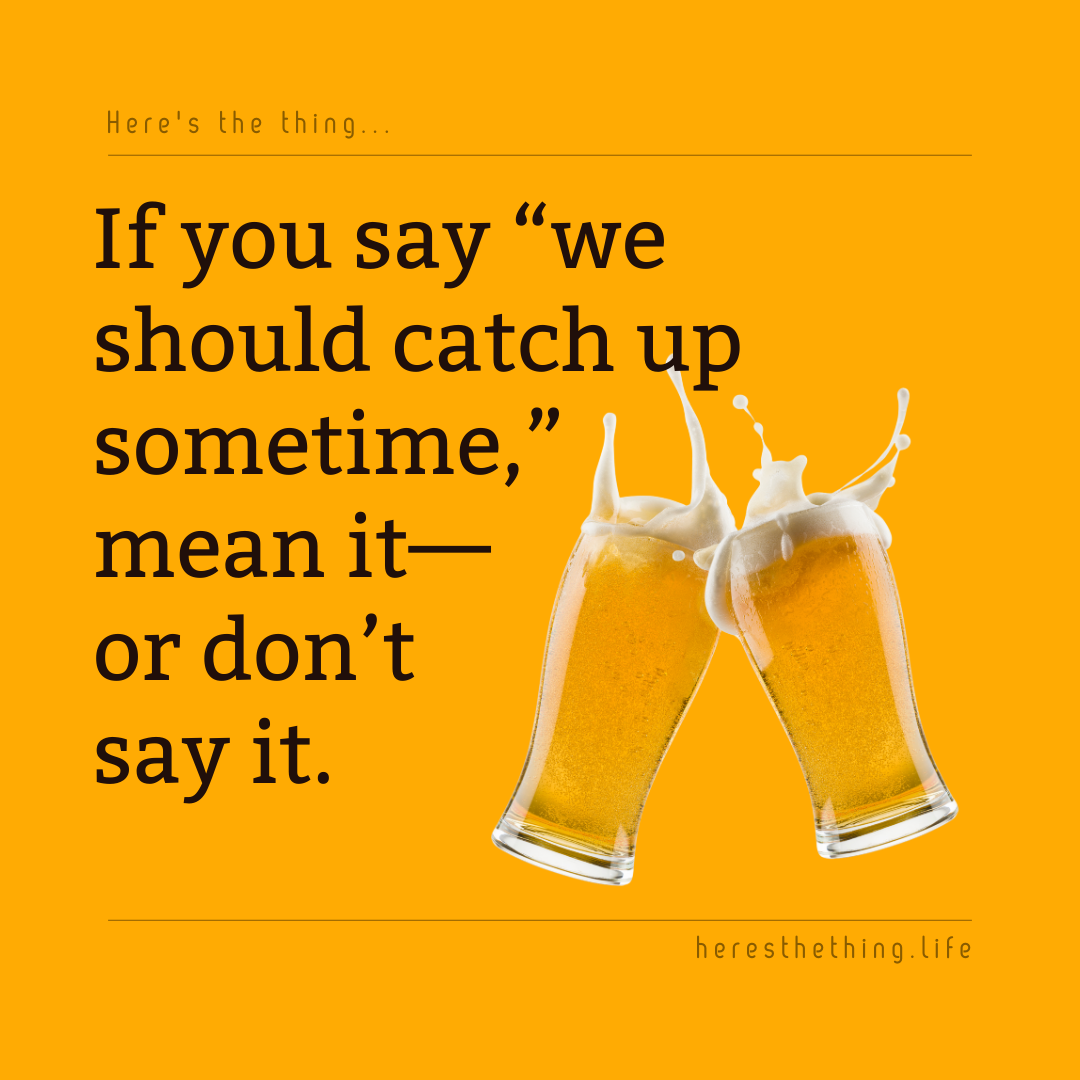 Here's the thing...
If you say “we
should catch up
sometime,”
mean it—
or don’t
say it.
heresthething.life